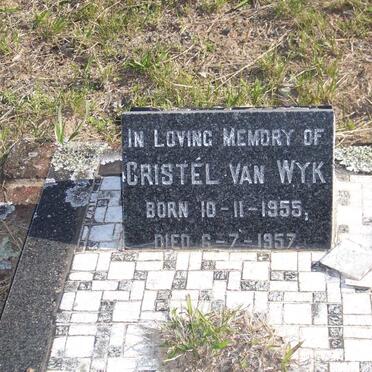 IN LOVING MEMORY OF
CRISTÉL VAN WYK
BORN 10-11-1955,
DIED 6-7-1957